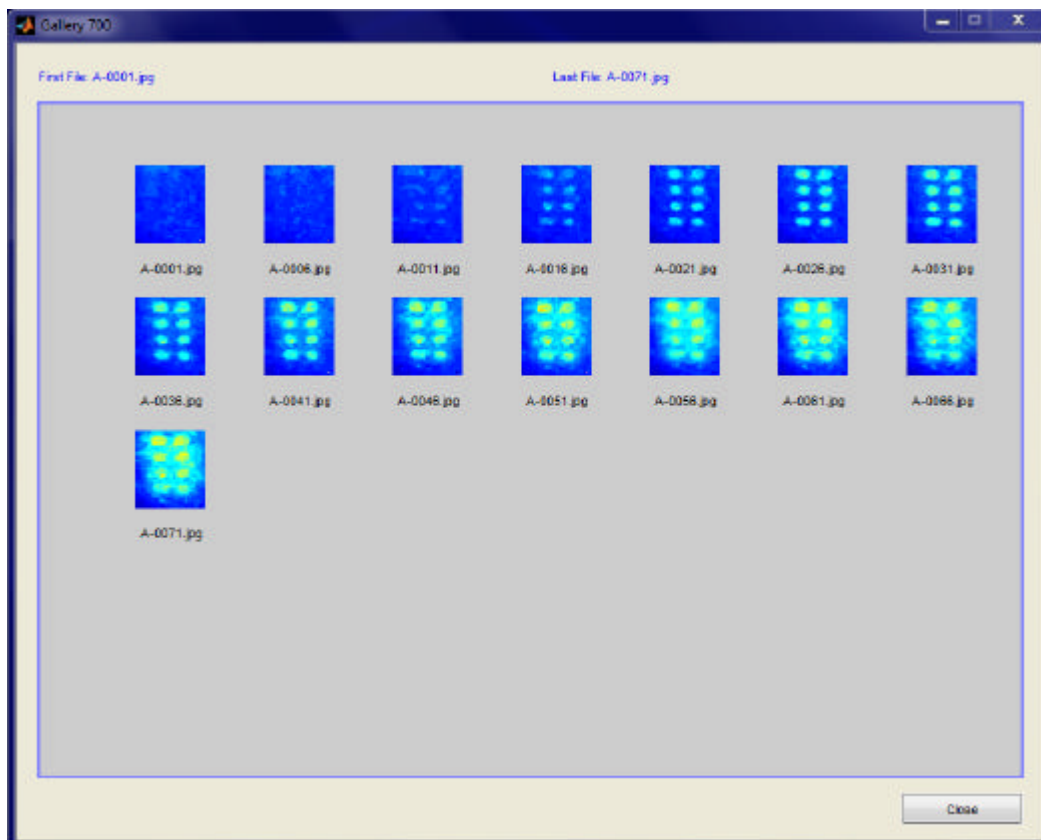 Gallery 700
First File: A-0001.jpg Last File: A-0071.jpg
A-0001.jpg A-0006.jpg A-0011.jpg A-0016.jpg A-0021.jpg A-0026.jpg A-0031.jpg
A-0036.jpg A-0041.jpg A-0046.jpg A-0051.jpg A-0056.jpg A-0061.jpg A-0066.jpg
A-0071.jpg
Close